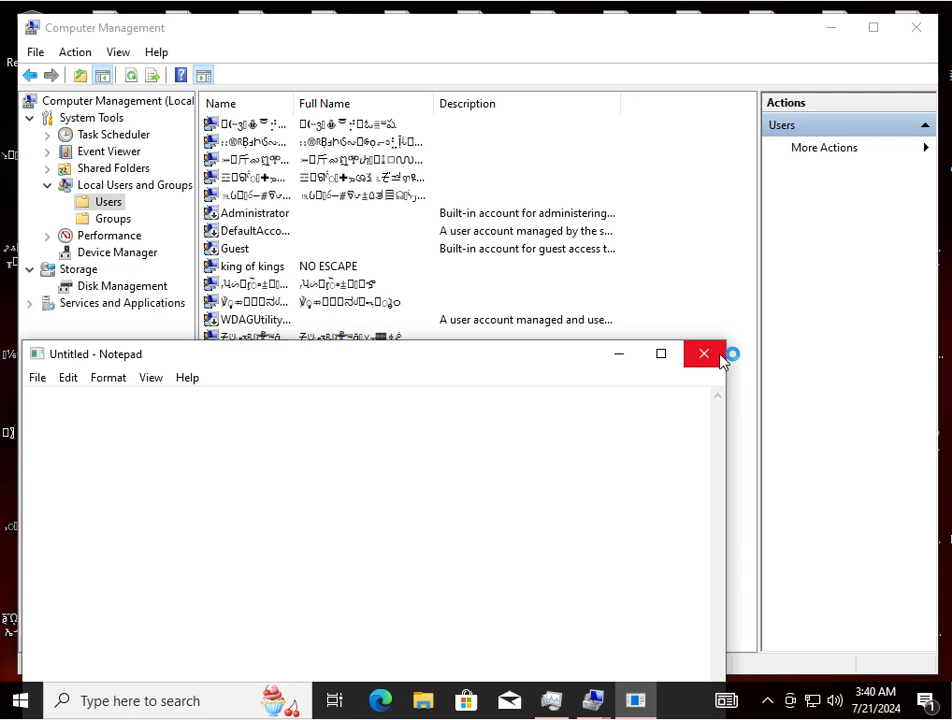 Computer Management
File Action View Help
Computer Management (Local
System Tools
Task Scheduler
Event Viewer
Shared Folders
Local Users and Groups
Users
Groups
Performance
Device Manager
Storage
Disk Management
Services and Applications
Name Full Name Description
Administrator Built-in account for administering...
DefaultAcco... A user account managed by the s...
Guest Built-in account for guest access t...
king of kings NO ESCAPE
WDAGUtility... A user account managed and use...
Actions
Users
More Actions
Untitled - Notepad
File Edit Format View Help
Type here to search
3:40 AM
7/21/2024
1